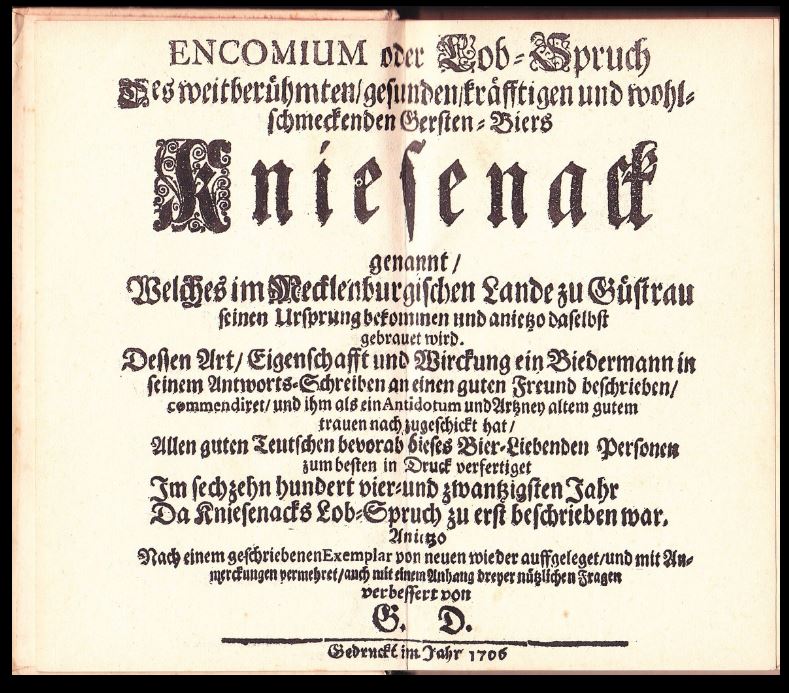 ENCOMIUM oder Lob-Spruch
Des weitberühmten/gesunden/kräfftigen und wohl-
schmeckenden Gersten-Biers
Kniesenack
genannt/
Welches im Mecklenburgischen Lande zu Güstrau
seinen Ursprung bekommen und anietzo daselbst
gebrauet wird.
Dessen Art/ Eigenschafft und Wirckung ein Biedermann in
seinem Antworts-Schreiben an einen guten Freund beschrieben/
commendiret/ und ihm als ein Antidotum und Artzney altem gutem
trauen nach zugeschickt hat/
Allen guten Teutschen bevorab dieses Bier-Liebenden Personen
zum besten in Druck verfertiget
Im sechzehn hundert vier-und zwantzigsten Jahr
Da Kniesenacks Lob-Spruch zu erst beschrieben war.
Anietzo
Nach einem geschriebenen Exemplar von neuen wieder auffgeleget/und mit An-
merckungen vermehret/auch mit einem Anhang dreyer nützlichen Fragen
verbessert von
G. D.
Gedruckt im Jahr 1706